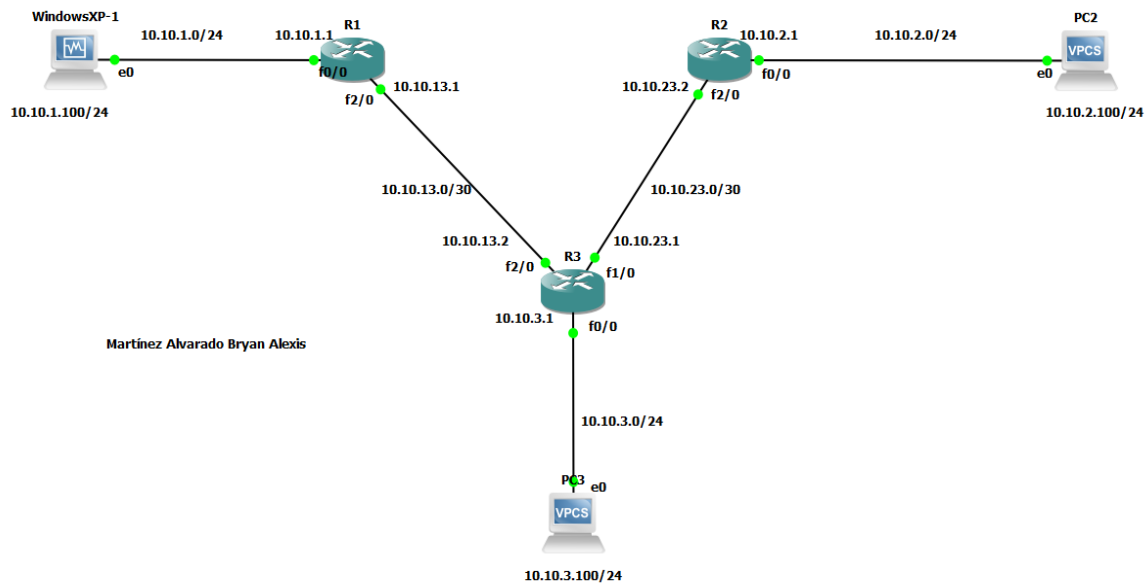 WindowsXP-1
R1
R2
PC2
10.10.1.0/24
10.10.1.1
10.10.2.1
10.10.2.0/24
VPCS
e0
f0/0
f0/0
e0
10.10.1.100/24
f2/0
10.10.13.1
10.10.23.2
f2/0
10.10.2.100/24
10.10.13.0/30
10.10.23.0/30
10.10.13.2
10.10.23.1
f2/0
R3
f1/0
10.10.3.1
f0/0
Martínez Alvarado Bryan Alexis
10.10.3.0/24
PC3
e0
VPCS
10.10.3.100/24